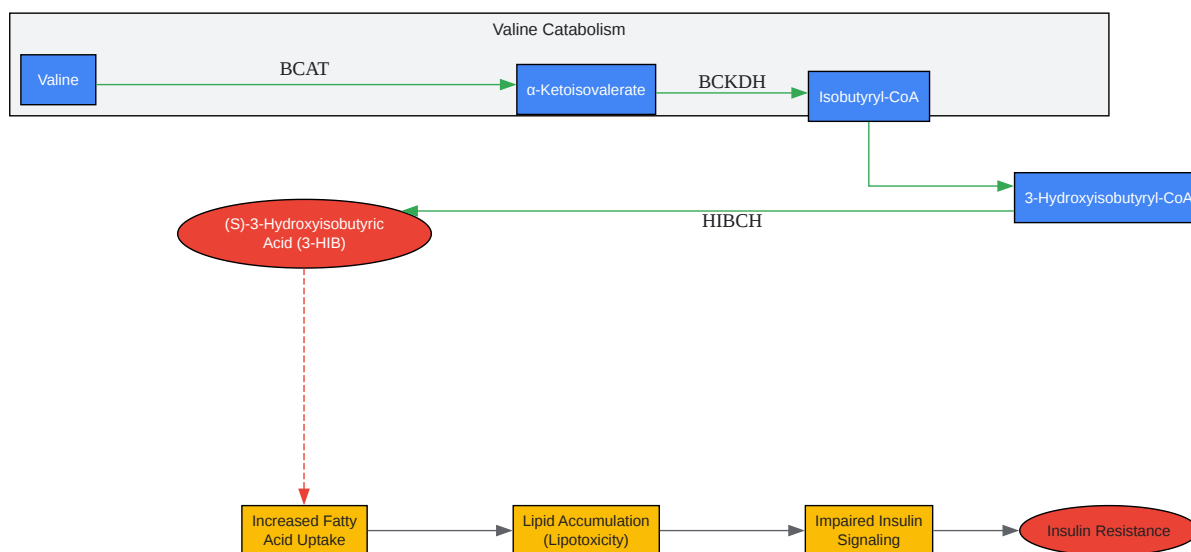 Valine Catabolism
Valine
BCAT
α-Ketoisovalerate
BCKDH
Isobutyryl-CoA
3-Hydroxyisobutyryl-CoA
HIBCH
(S)-3-Hydroxyisobutyric
Acid (3-HIB)
Increased Fatty
Acid Uptake
Lipid Accumulation
(Lipotoxicity)
Impaired Insulin
Signaling
Insulin Resistance